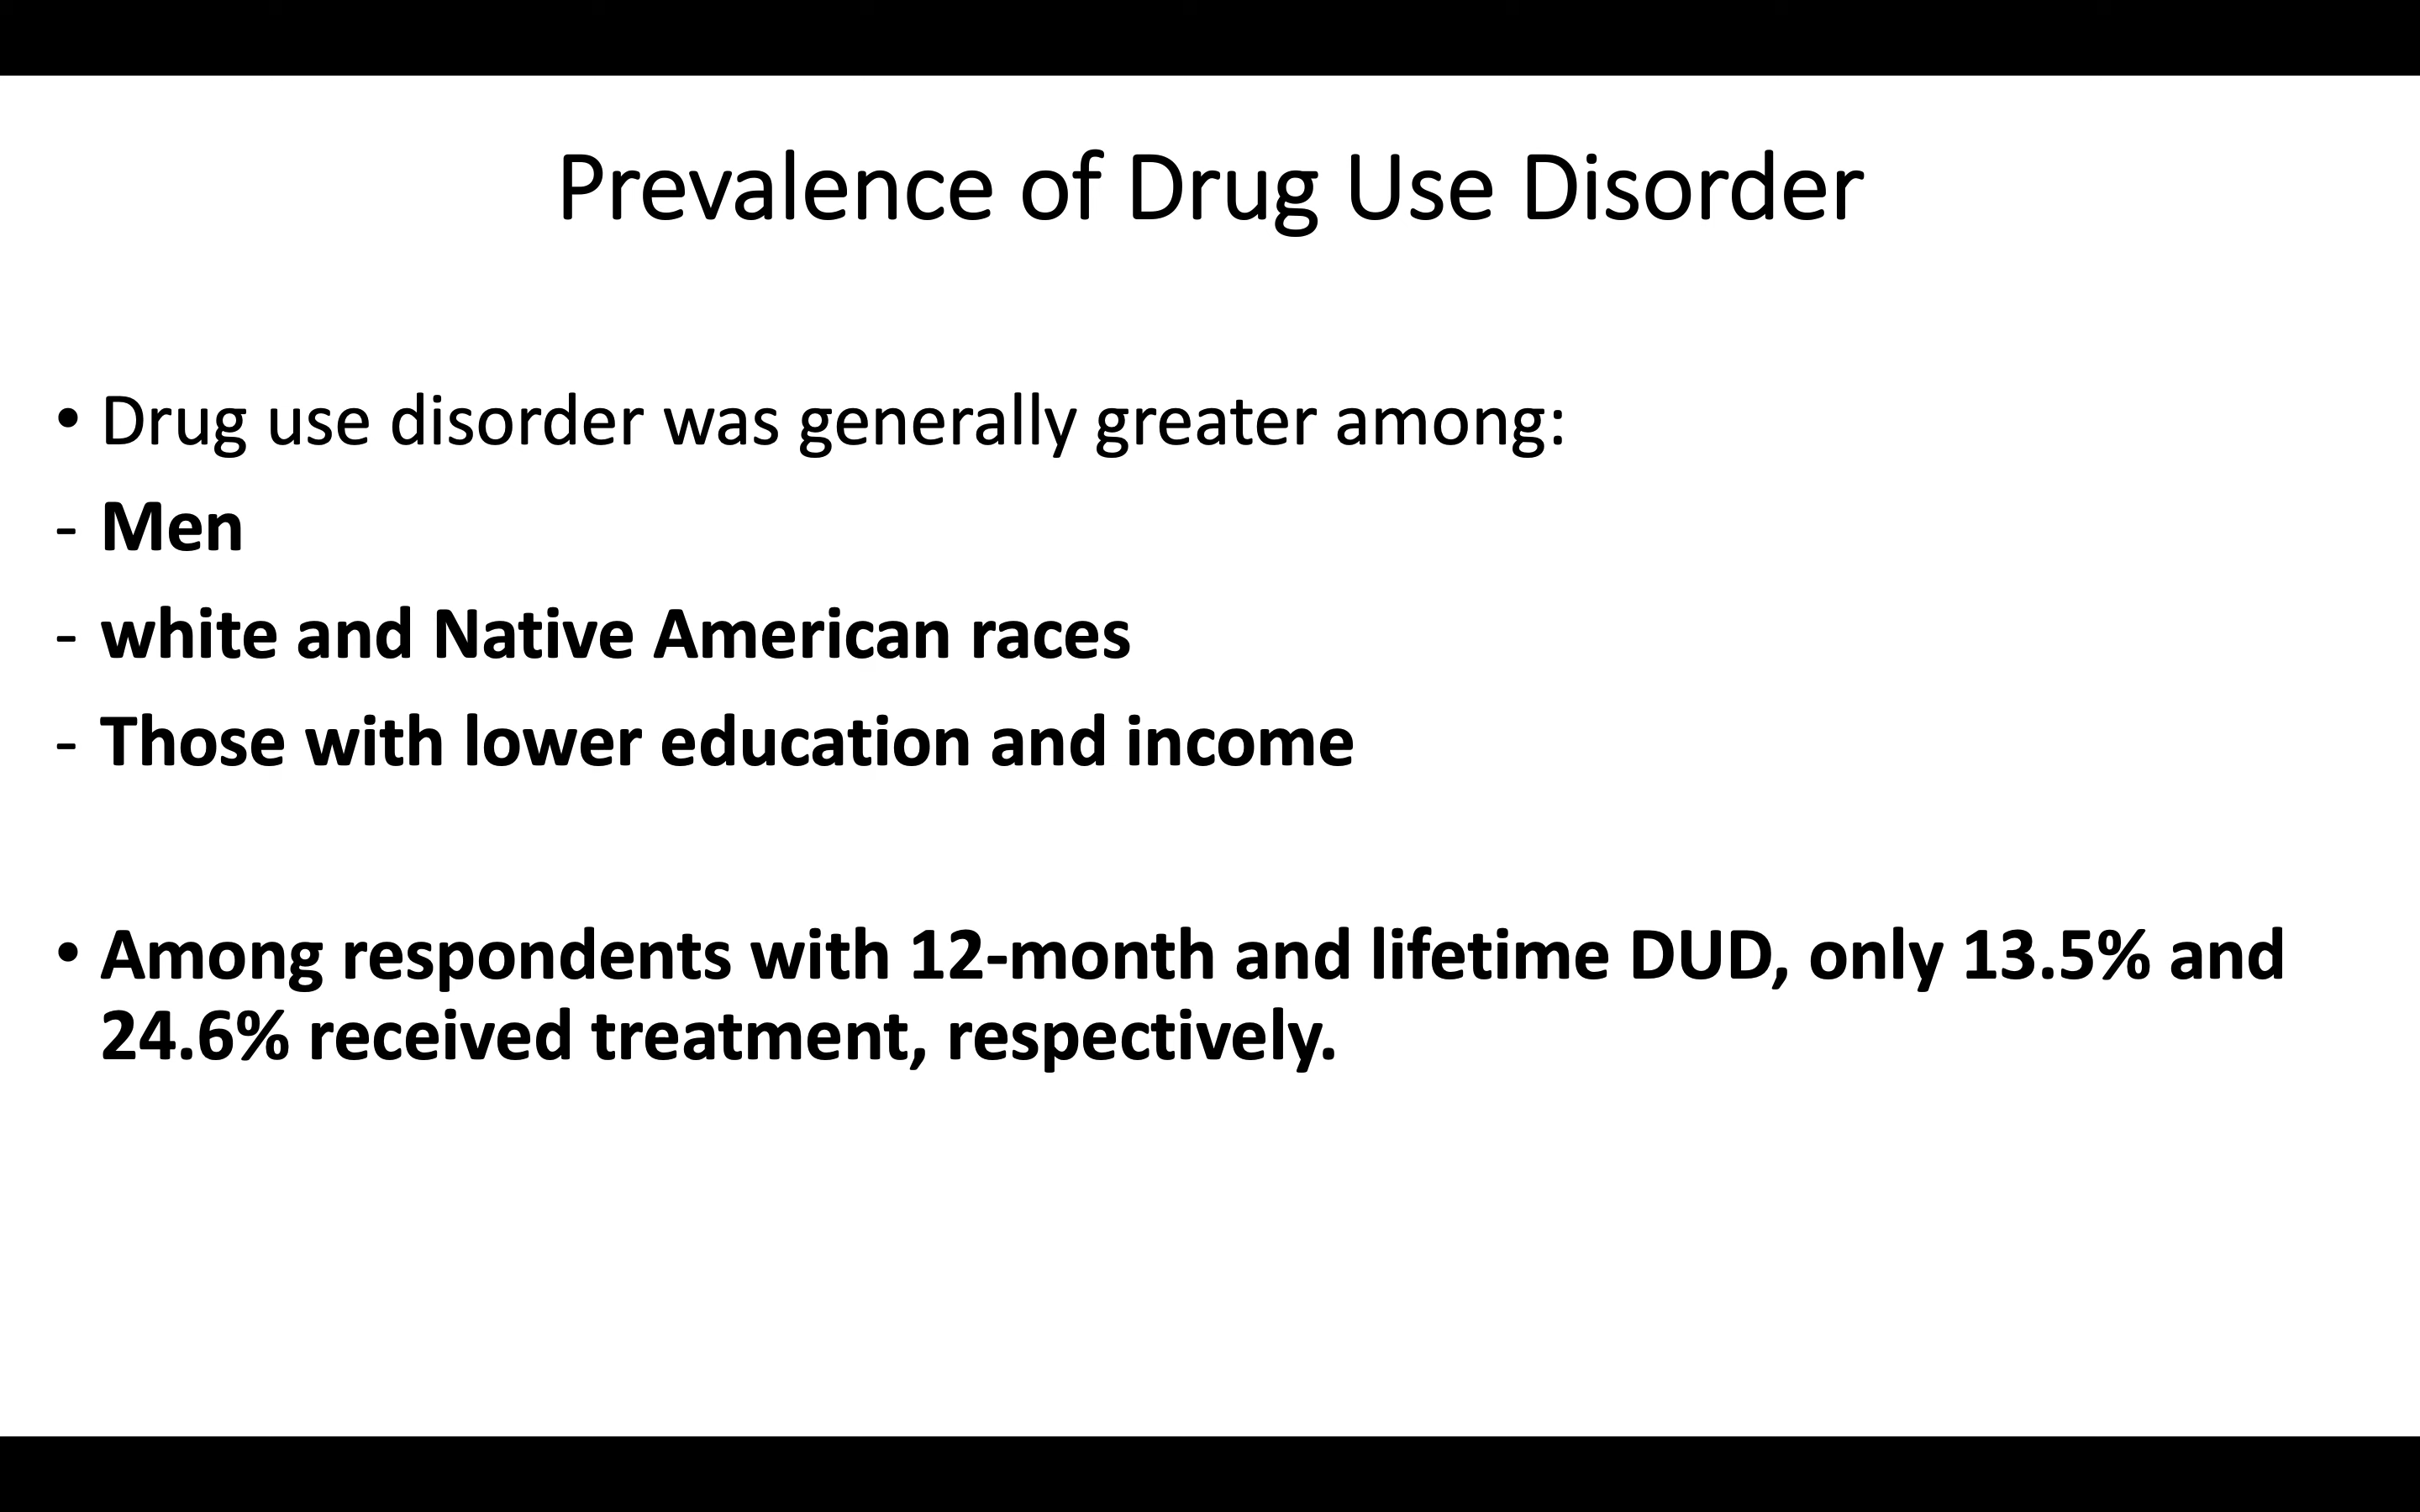 Prevalence of Drug Use Disorder
• Drug use disorder was generally greater among:
- Men
- white and Native American races
- Those with lower education and income
• Among respondents with 12-month and lifetime DUD, only 13.5% and
24.6% received treatment, respectively.